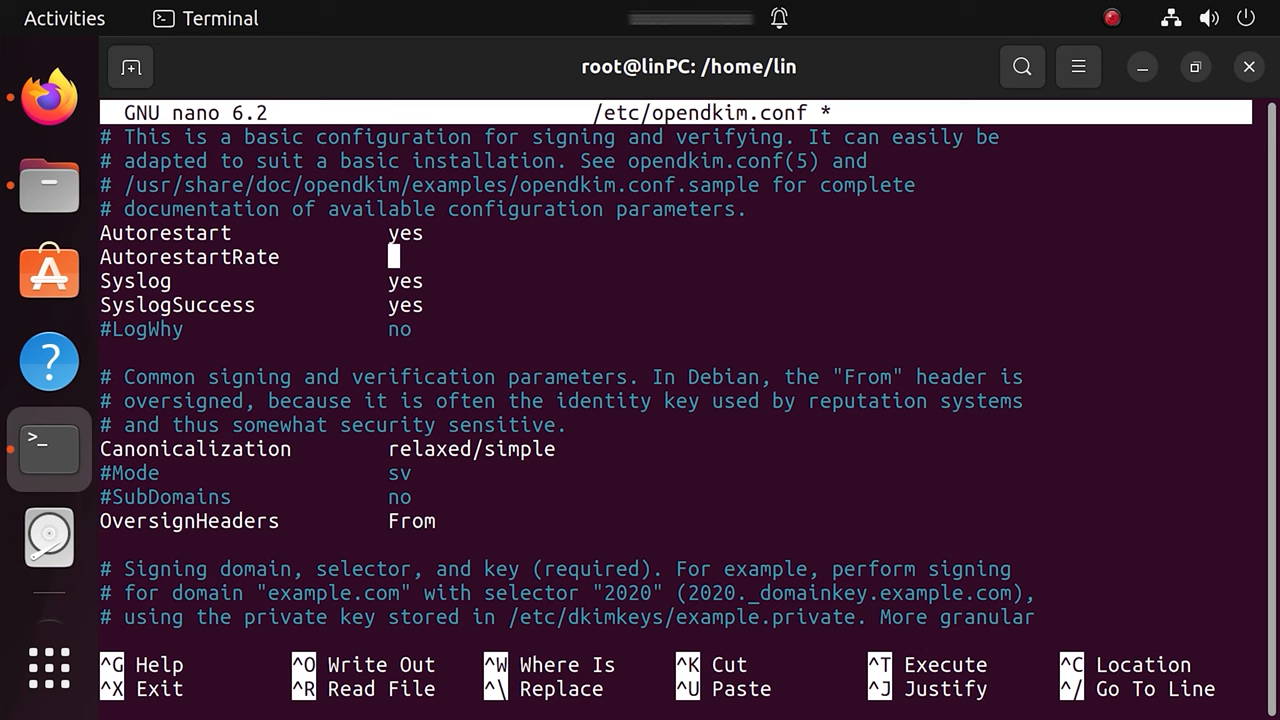 Activities
Terminal
root@linPC: /home/lin
GNU nano 6.2 /etc/opendkim.conf *
# This is a basic configuration for signing and verifying. It can easily be
# adapted to suit a basic installation. See opendkim.conf(5) and
# /usr/share/doc/opendkim/examples/opendkim.conf.sample for complete
# documentation of available configuration parameters.
Autorestart yes
AutorestartRate
Syslog yes
SyslogSuccess yes
#LogWhy no
# Common signing and verification parameters. In Debian, the "From" header is
# oversigned, because it is often the identity key used by reputation systems
# and thus somewhat security sensitive.
Canonicalization relaxed/simple
#Mode sv
#SubDomains no
OversignHeaders From
# Signing domain, selector, and key (required). For example, perform signing
# for domain "example.com" with selector "2020" (2020._domainkey.example.com),
# using the private key stored in /etc/dkimkeys/example.private. More granular
^G Help ^O Write Out ^W Where Is ^K Cut ^T Execute ^C Location
^X Exit ^R Read File ^\ Replace ^U Paste ^J Justify ^/ Go To Line